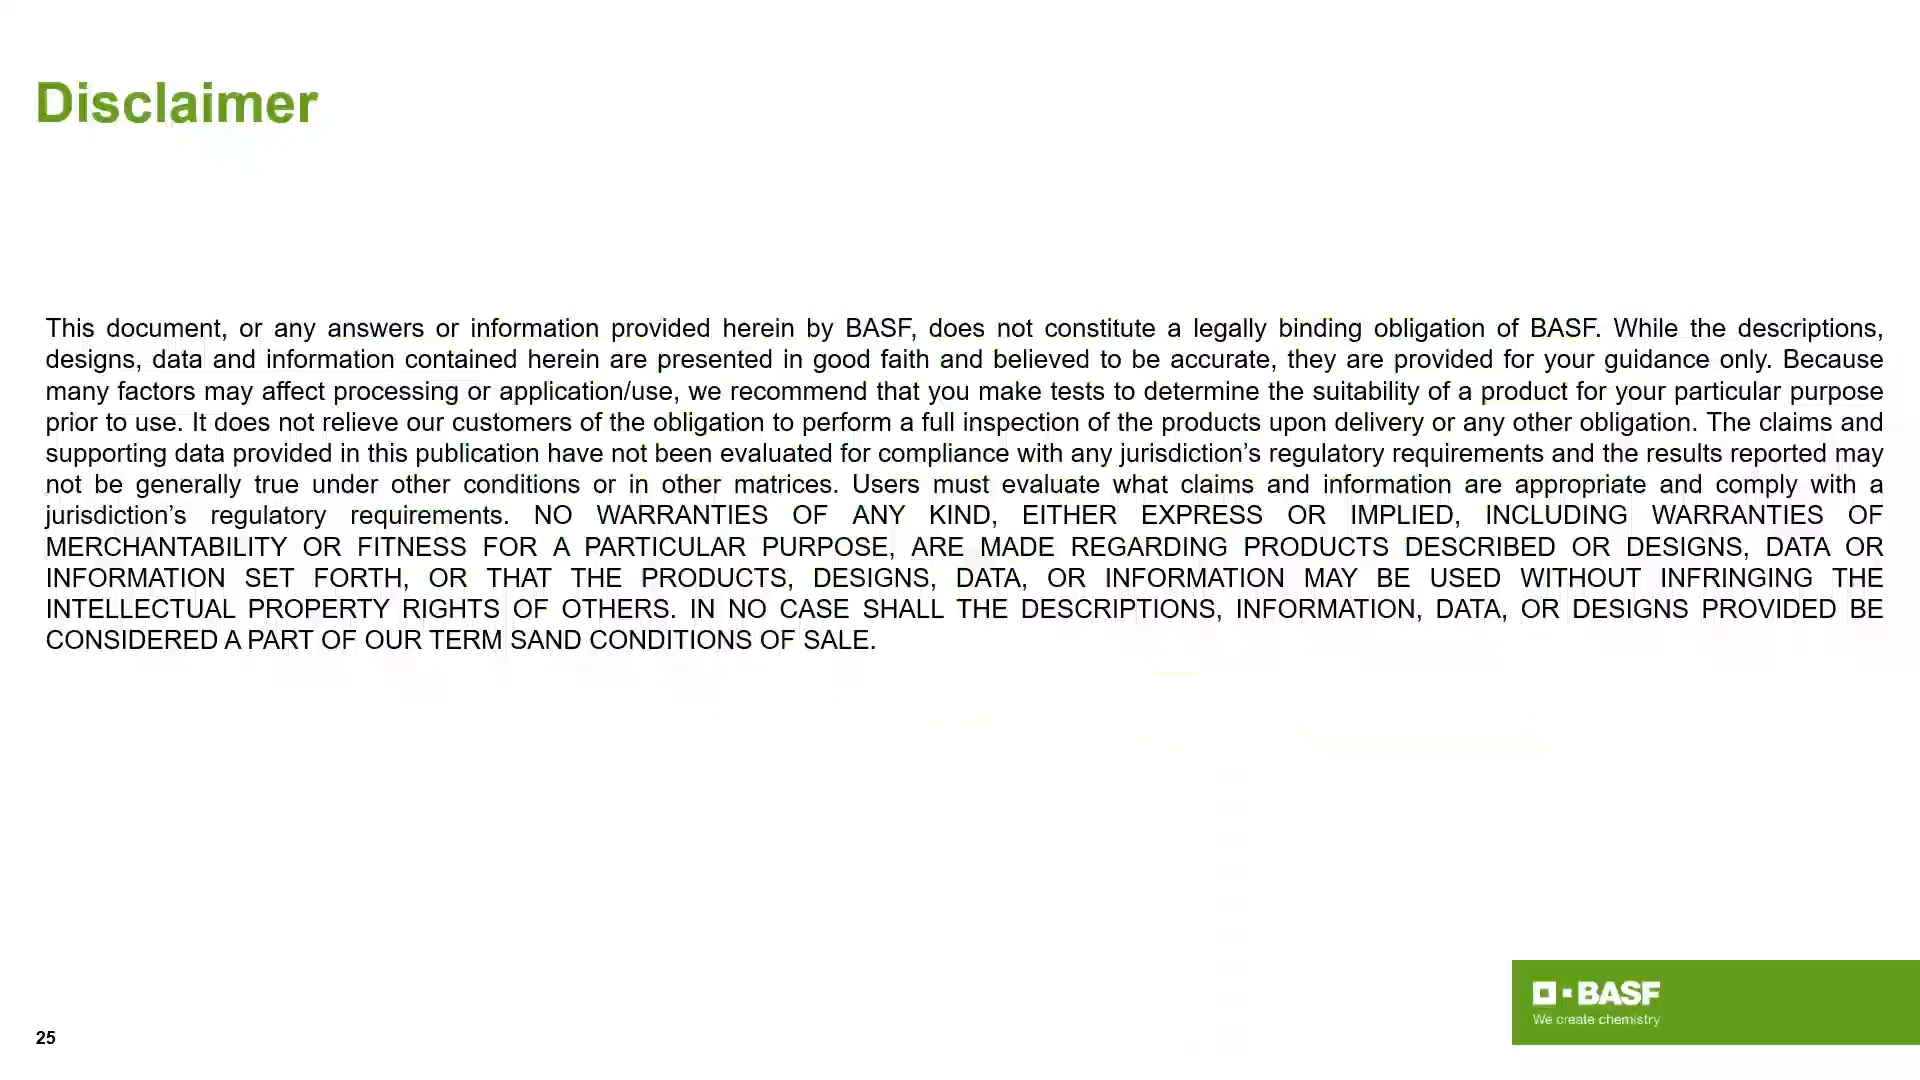 Disclaimer
This document, or any answers or information provided herein by BASF, does not constitute a legally binding obligation of BASF. While the descriptions,
designs, data and information contained herein are presented in good faith and believed to be accurate, they are provided for your guidance only. Because
many factors may affect processing or application/use, we recommend that you make tests to determine the suitability of a product for your particular purpose
prior to use. It does not relieve our customers of the obligation to perform a full inspection of the products upon delivery or any other obligation. The claims and
supporting data provided in this publication have not been evaluated for compliance with any jurisdiction’s regulatory requirements and the results reported may
not be generally true under other conditions or in other matrices. Users must evaluate what claims and information are appropriate and comply with a
jurisdiction’s regulatory requirements. NO WARRANTIES OF ANY KIND, EITHER EXPRESS OR IMPLIED, INCLUDING WARRANTIES OF
MERCHANTABILITY OR FITNESS FOR A PARTICULAR PURPOSE, ARE MADE REGARDING PRODUCTS DESCRIBED OR DESIGNS, DATA OR
INFORMATION SET FORTH, OR THAT THE PRODUCTS, DESIGNS, DATA, OR INFORMATION MAY BE USED WITHOUT INFRINGING THE
INTELLECTUAL PROPERTY RIGHTS OF OTHERS. IN NO CASE SHALL THE DESCRIPTIONS, INFORMATION, DATA, OR DESIGNS PROVIDED BE
CONSIDERED A PART OF OUR TERM SAND CONDITIONS OF SALE.
BASF
We create chemistry
25